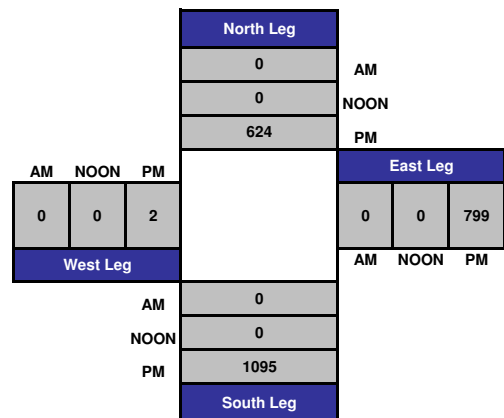 North Leg
0 AM
0 NOON
624 PM
AM NOON PM
East Leg
0 0 2
0 0 799
West Leg
AM NOON PM
AM 0
NOON 0
PM 1095
South Leg